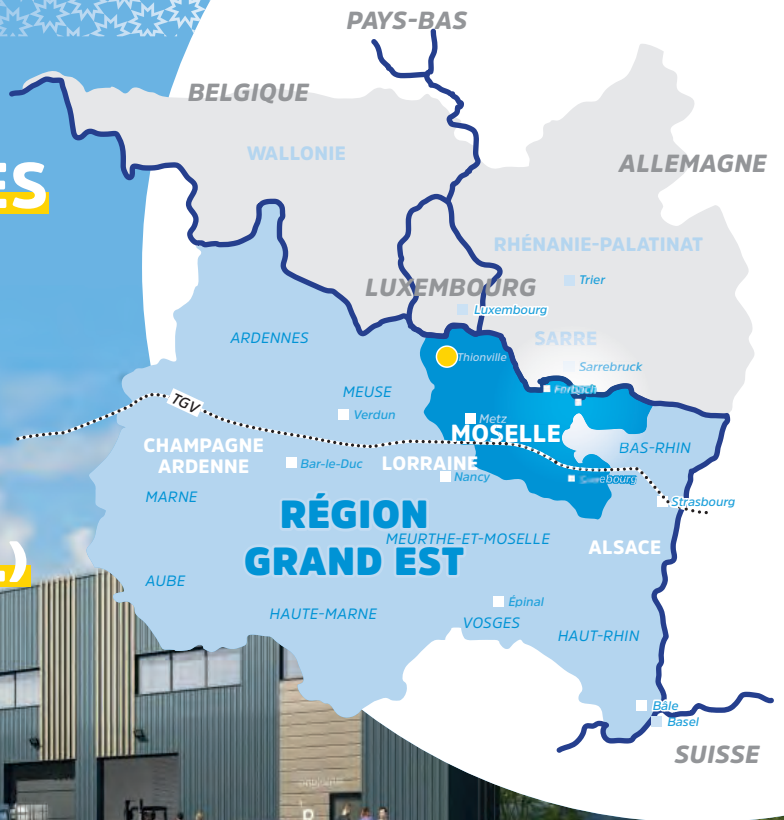 PAYS-BAS
BELGIQUE
WALLONIE
ALLEMAGNE
ES
RHÉNANIE-PALATINAT
Trier
LUXEMBOURG
Luxembourg
ARDENNES
SARRE
Thionville
Sarrebruck
MEUSE
Forbach
TGV
Verdun
Metz
MOSELLE
CHAMPAGNE
ARDENNE
BAS-RHIN
Bar-le-Duc
LORRAINE
Nancy
Sarrebourg
MARNE
Strasbourg
RÉGION
GRAND EST
MEURTHE-ET-MOSELLE
ALSACE
)
AUBE
Épinal
HAUTE-MARNE
VOSGES
HAUT-RHIN
Bâle
Basel
SUISSE